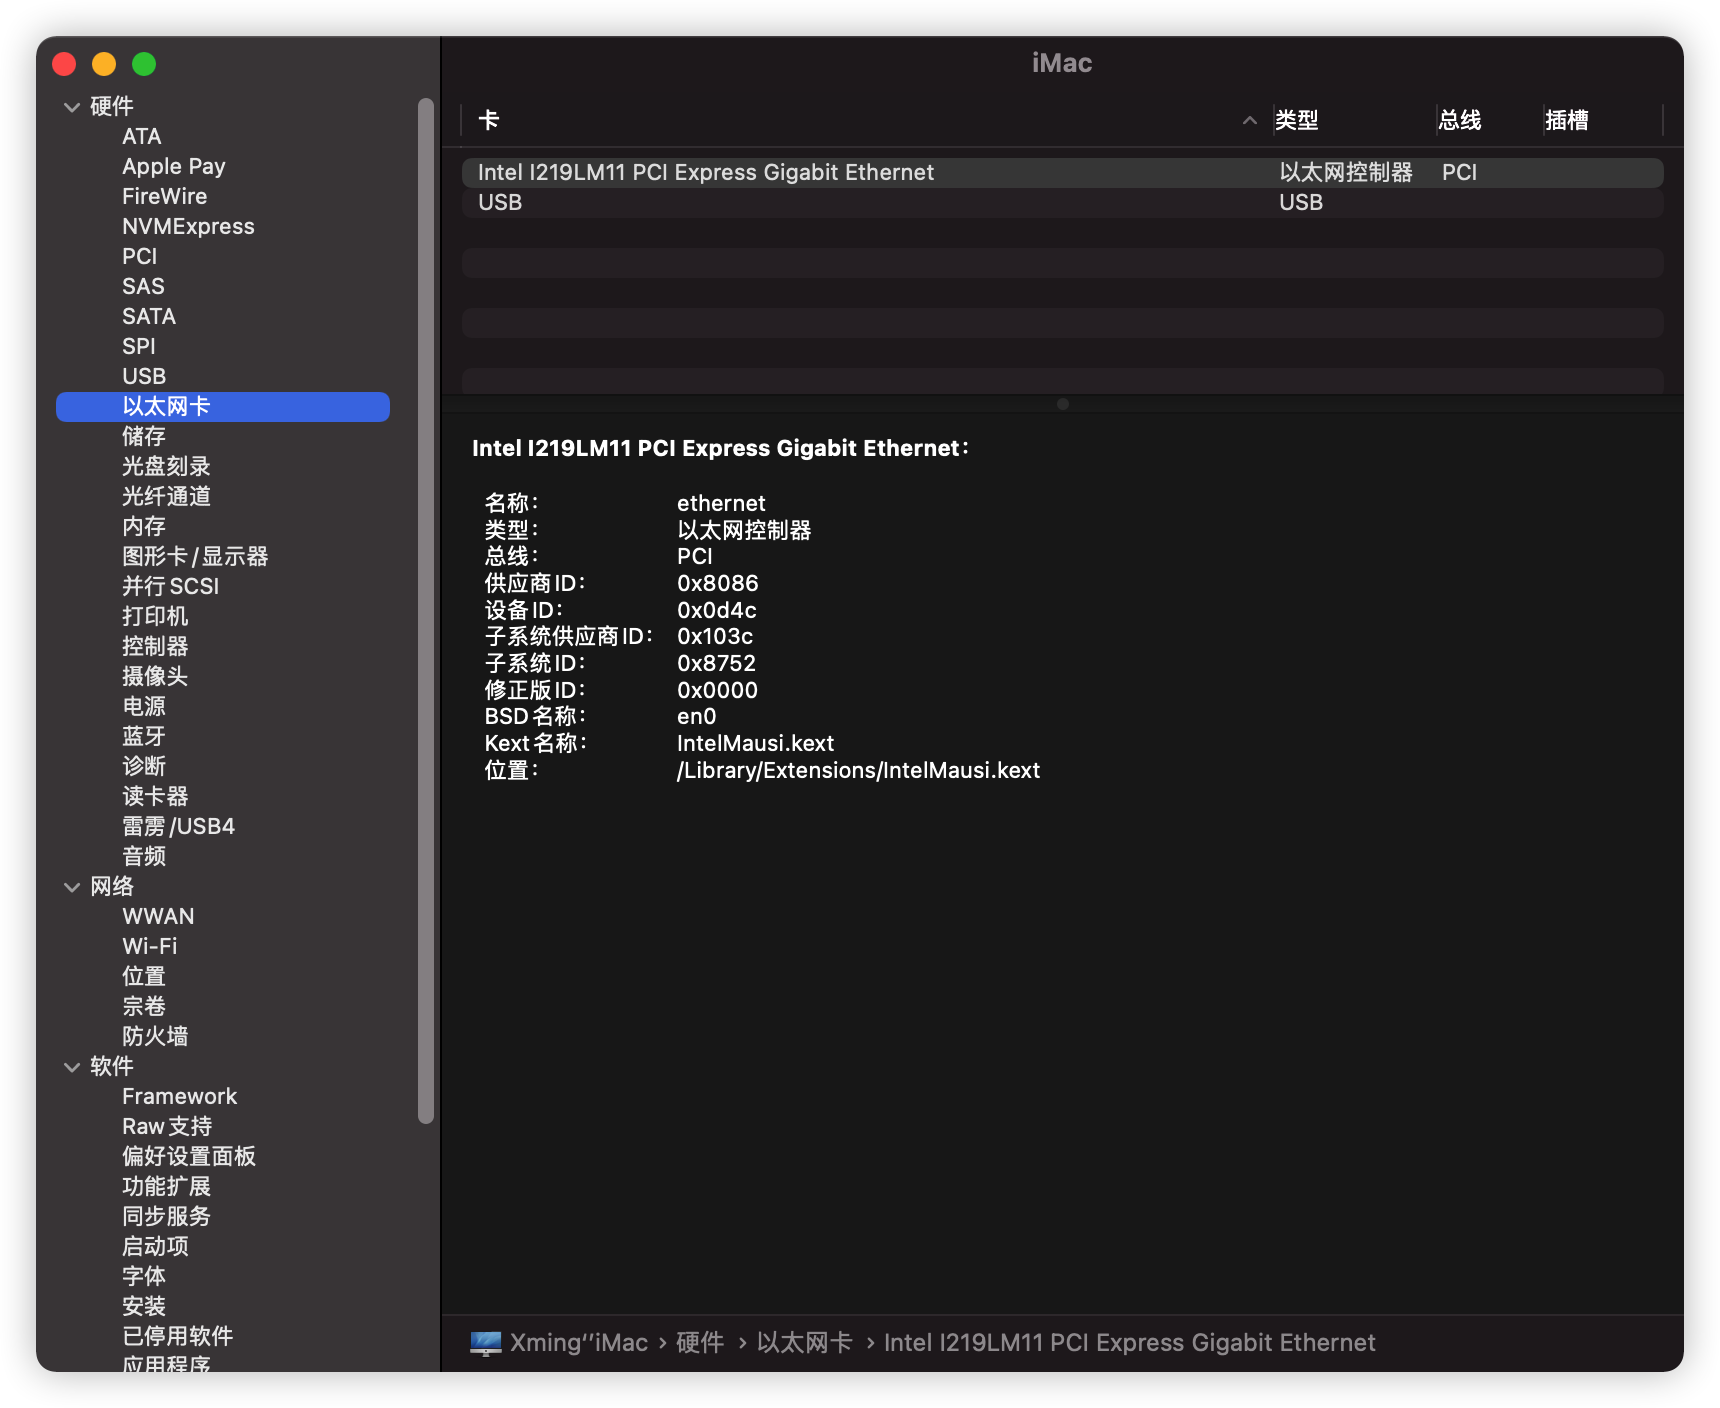 iMac
硬件
ATA
Apple Pay
FireWire
NVMExpress
PCI
SAS
SATA
SPI
USB
以太网卡
储存
光盘刻录
光纤通道
内存
图形卡/显示器
并行SCSI
打印机
控制器
摄像头
电源
蓝牙
诊断
读卡器
雷雳/USB4
音频
网络
WWAN
Wi-Fi
位置
宗卷
防火墙
软件
Framework
Raw支持
偏好设置面板
功能扩展
同步服务
启动项
字体
安装
已停用软件
应用程序
卡 类型 总线 插槽
Intel I219LM11 PCI Express Gigabit Ethernet 以太网控制器 PCI
USB USB
Intel I219LM11 PCI Express Gigabit Ethernet：
名称： ethernet
类型： 以太网控制器
总线： PCI
供应商ID： 0x8086
设备ID： 0x0d4c
子系统供应商ID： 0x103c
子系统ID： 0x8752
修正版ID： 0x0000
BSD名称： en0
Kext名称： IntelMausi.kext
位置： /Library/Extensions/IntelMausi.kext
Xming‘’iMac › 硬件 › 以太网卡 › Intel I219LM11 PCI Express Gigabit Ethernet